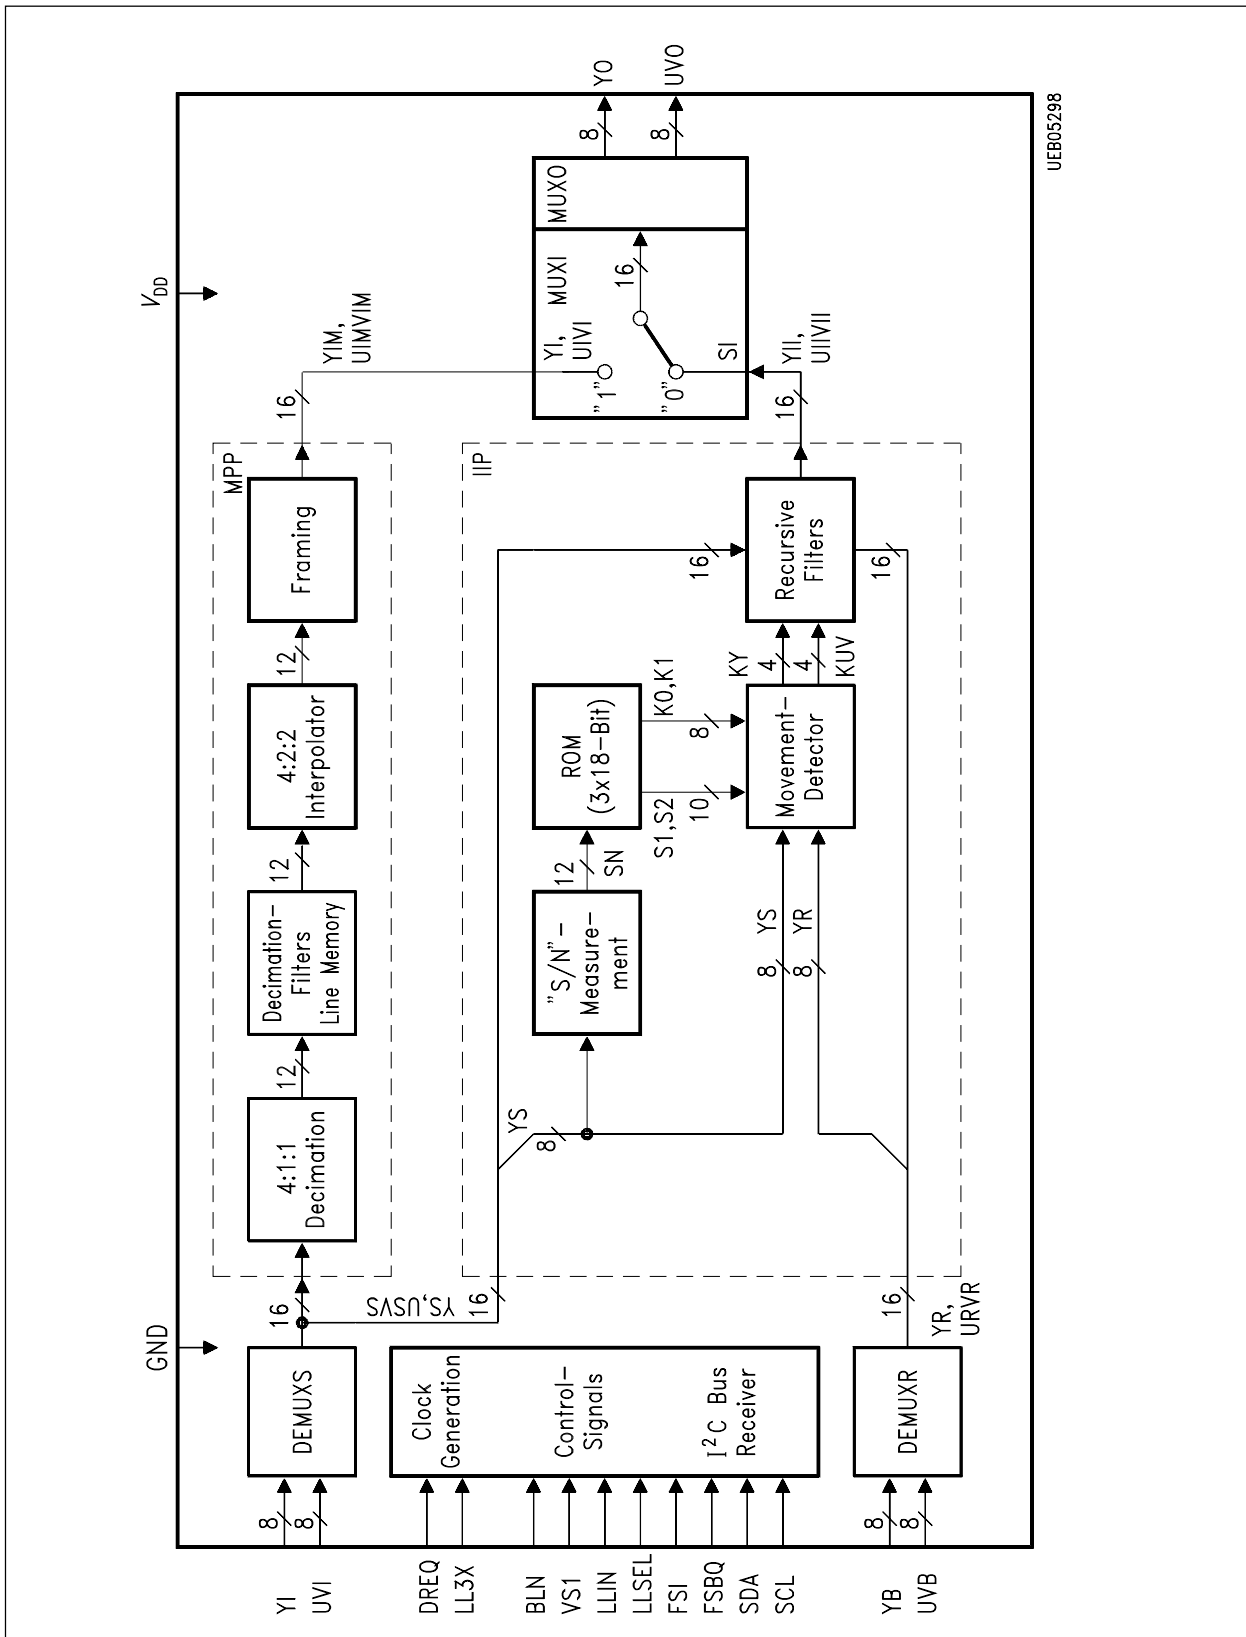 YI
UVI
8
8
DEMUXS
GND
16
YS,USVS
16
4:1:1
Decimation
12
Decimation-
Filters
Line Memory
12
4:2:2
Interpolator
12
Framing
MPP
16
YIM,
UIMVIM
VDD
DREQ
LL3X
BLN
VS1
LLIN
LLSEL
FSI
FSBQ
SDA
SCL
Clock
Generation
Control-
Signals
I²C Bus
Receiver
YS
8
"S/N"-
Measure-
ment
12
SN
ROM
(3x18-Bit)
S1,S2
10
K0,K1
8
8
YS
8
YR
Movement-
Detector
KY
4
4
KUV
16
Recursive
Filters
16
IIP
16
YII,
UIIVII
YB
UVB
8
8
DEMUXR
16
YR,
URVR
YI,
UIVI
"1"
"0"
SI
MUXI
16
MUXO
8
YO
8
UVO
UEB05298